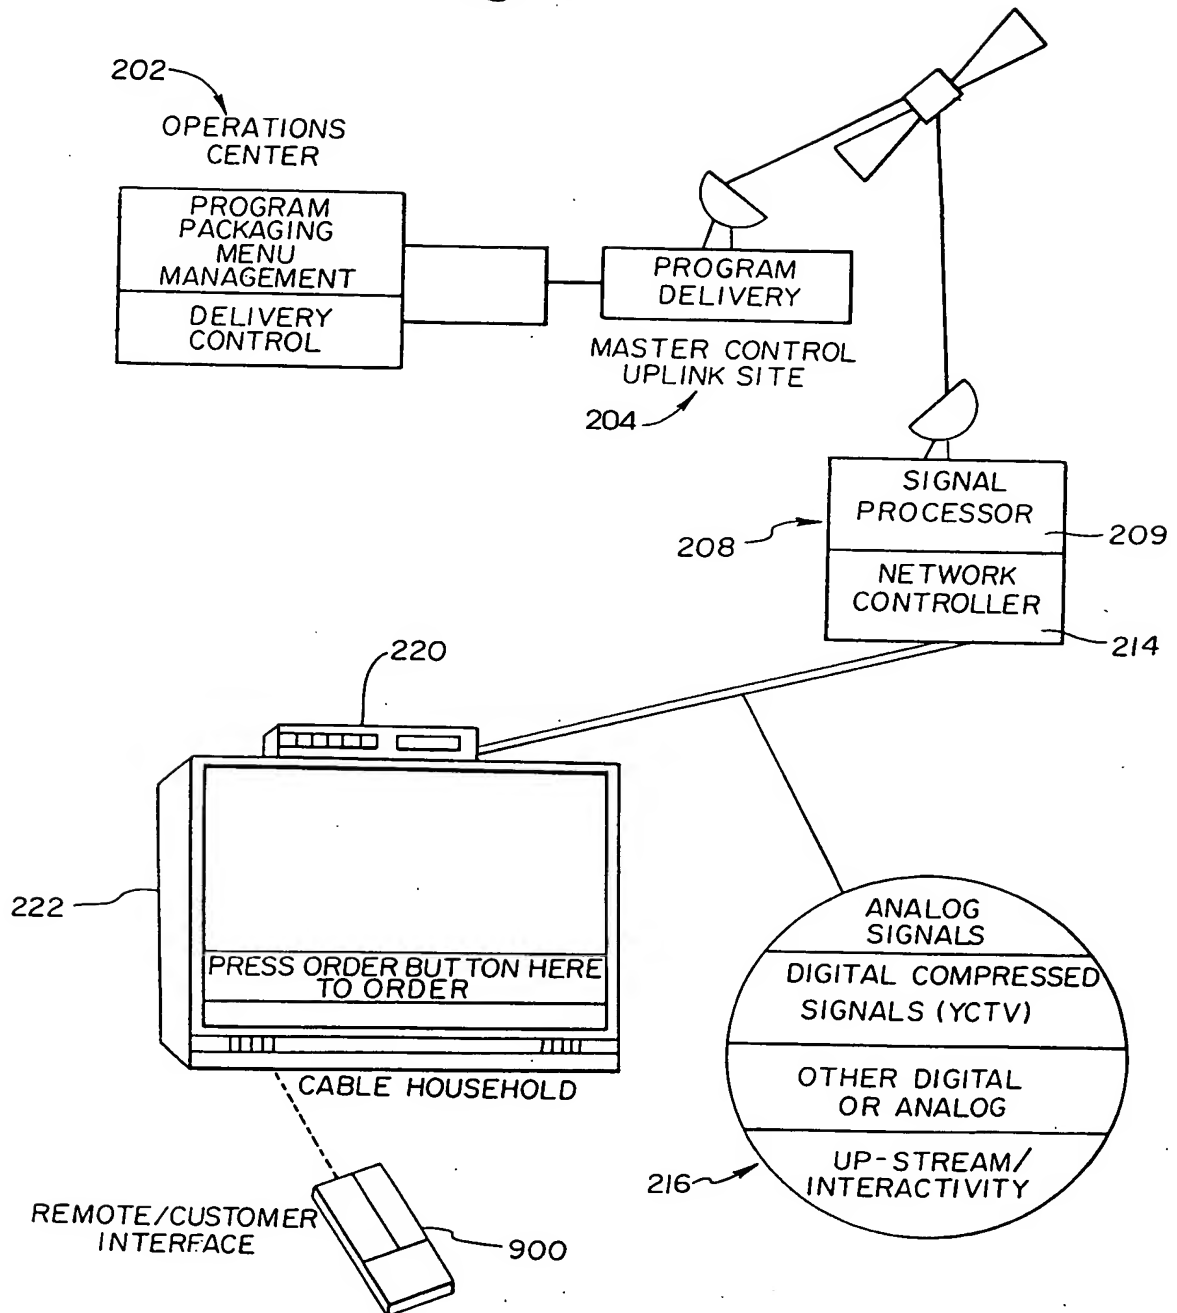 202
OPERATIONS
CENTER
PROGRAM
PACKAGING
MENU
MANAGEMENT
DELIVERY
CONTROL
PROGRAM
DELIVERY
MASTER CONTROL
UPLINK SITE
204
SIGNAL
PROCESSOR
208
209
NETWORK
CONTROLLER
214
220
222
PRESS ORDER BUTTON HERE
TO ORDER
CABLE HOUSEHOLD
ANALOG
SIGNALS
DIGITAL COMPRESSED
SIGNALS (YCTV)
OTHER DIGITAL
OR ANALOG
UP-STREAM/
INTERACTIVITY
216
REMOTE/CUSTOMER
INTERFACE
900